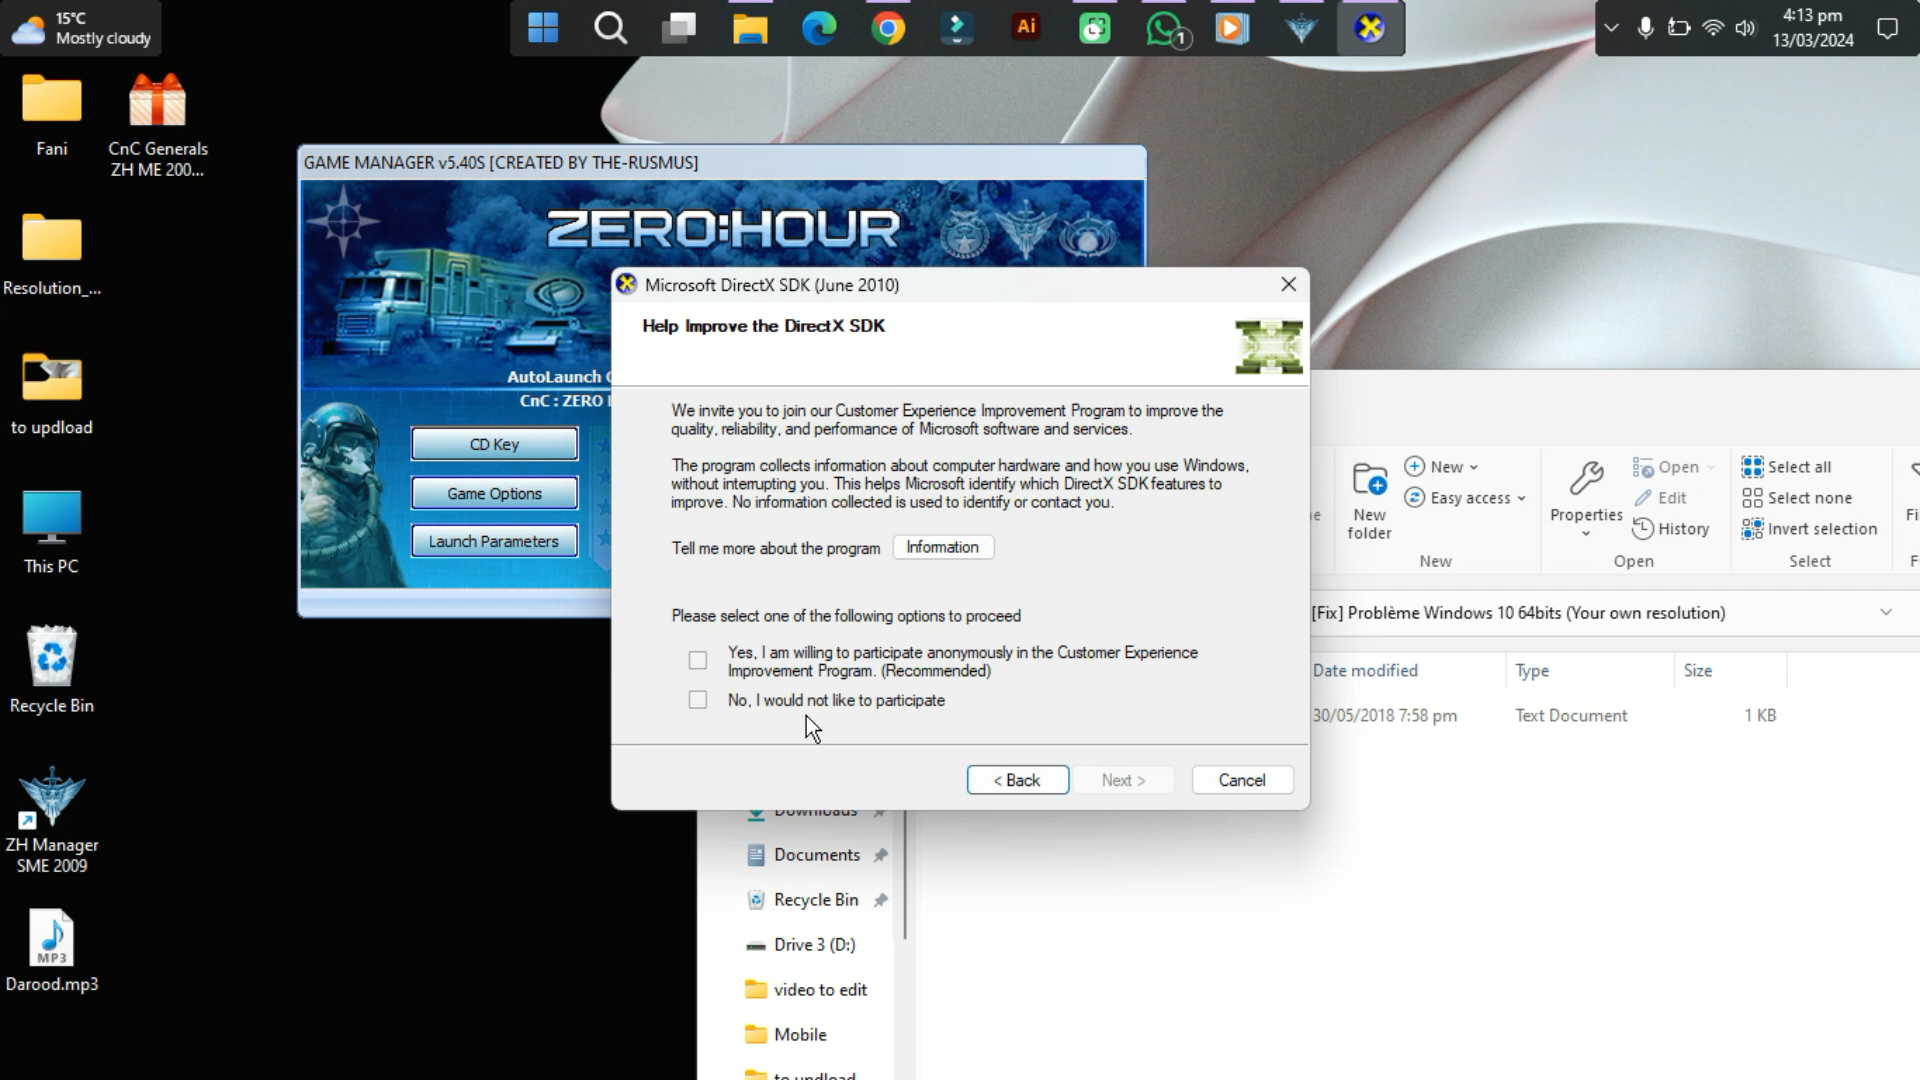 15°C
Mostly cloudy
Ai
1
4:13 pm
13/03/2024
Fani
CnC Generals
ZH ME 200...
Resolution_...
to updload
This PC
Recycle Bin
ZH Manager
SME 2009
MP3
Darood.mp3
GAME MANAGER v5.40S [CREATED BY THE-RUSMUS]
ZERO:HOUR
AutoLaunch
CnC : ZERO
CD Key
Game Options
Launch Parameters
Microsoft DirectX SDK (June 2010)
Help Improve the DirectX SDK
We invite you to join our Customer Experience Improvement Program to improve the
quality, reliability, and performance of Microsoft software and services.
The program collects information about computer hardware and how you use Windows,
without interrupting you. This helps Microsoft identify which DirectX SDK features to
improve. No information collected is used to identify or contact you.
Tell me more about the program
Information
Please select one of the following options to proceed
Yes, I am willing to participate anonymously in the Customer Experience
Improvement Program. (Recommended)
No, I would not like to participate
< Back
Next >
Cancel
New
folder
New
Easy access
New
Properties
Open
Edit
History
Open
Select all
Select none
Invert selection
Select
[Fix] Problème Windows 10 64bits (Your own resolution)
Date modified
Type
Size
30/05/2018 7:58 pm
Text Document
1 KB
Downloads
Documents
Recycle Bin
Drive 3 (D:)
video to edit
Mobile
to updload